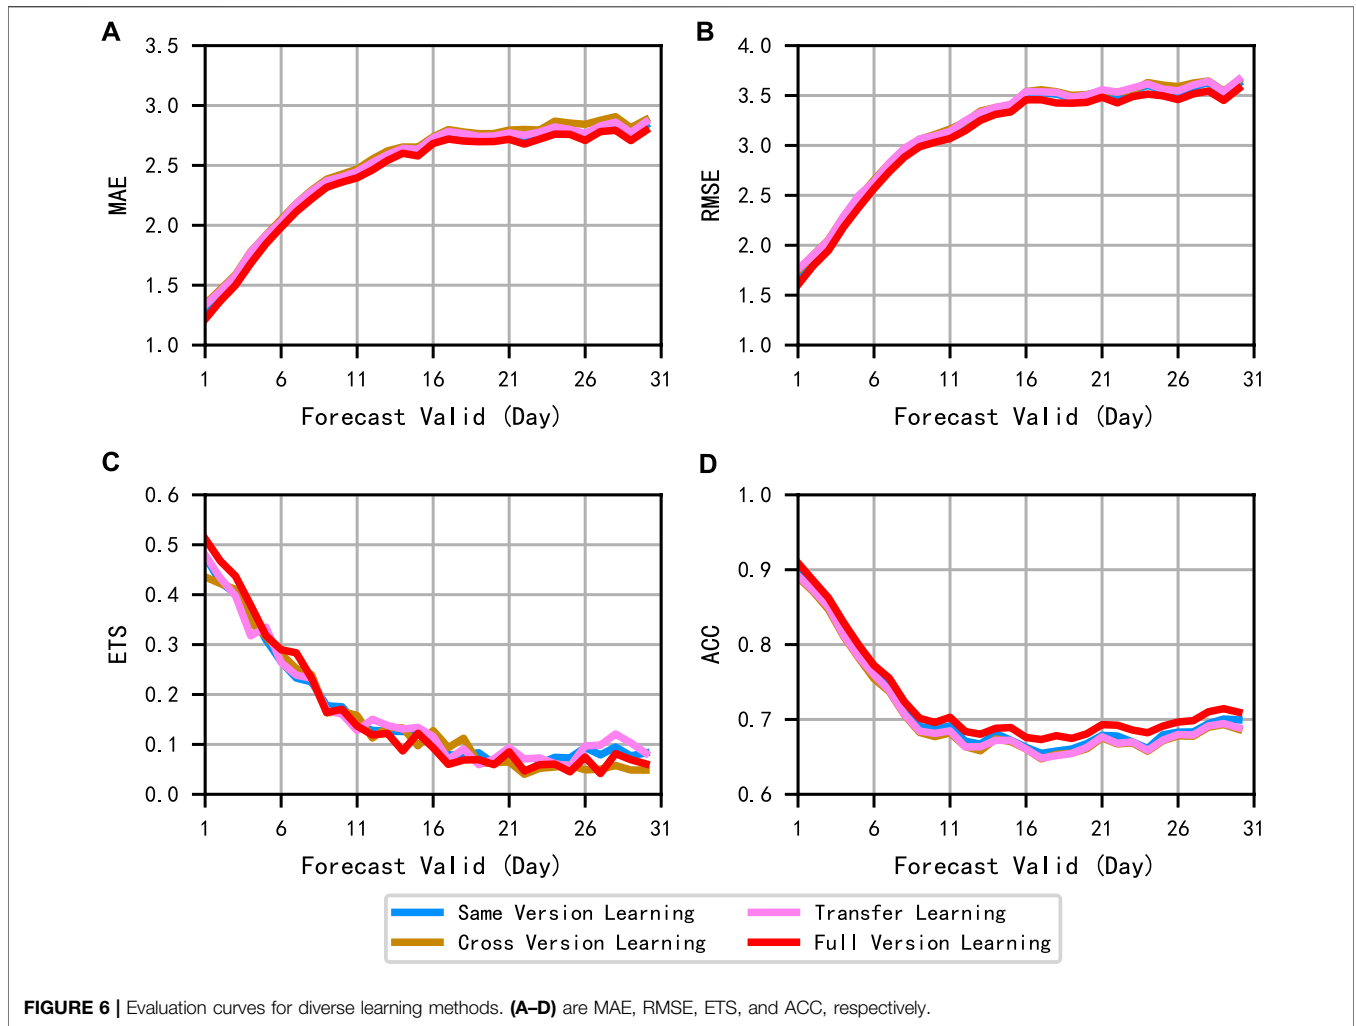 A
B
3.5
3.0
2.5
2.0
1.5
1.0
MAE
1 6 11 16 21 26 31
Forecast Valid (Day)
4.0
3.5
3.0
2.5
2.0
1.5
1.0
RMSE
1 6 11 16 21 26 31
Forecast Valid (Day)
C
D
0.6
0.5
0.4
0.3
0.2
0.1
0.0
ETS
1 6 11 16 21 26 31
Forecast Valid (Day)
1.0
0.9
0.8
0.7
0.6
ACC
1 6 11 16 21 26 31
Forecast Valid (Day)
Same Version Learning
Transfer Learning
Cross Version Learning
Full Version Learning
FIGURE 6 | Evaluation curves for diverse learning methods. (A–D) are MAE, RMSE, ETS, and ACC, respectively.